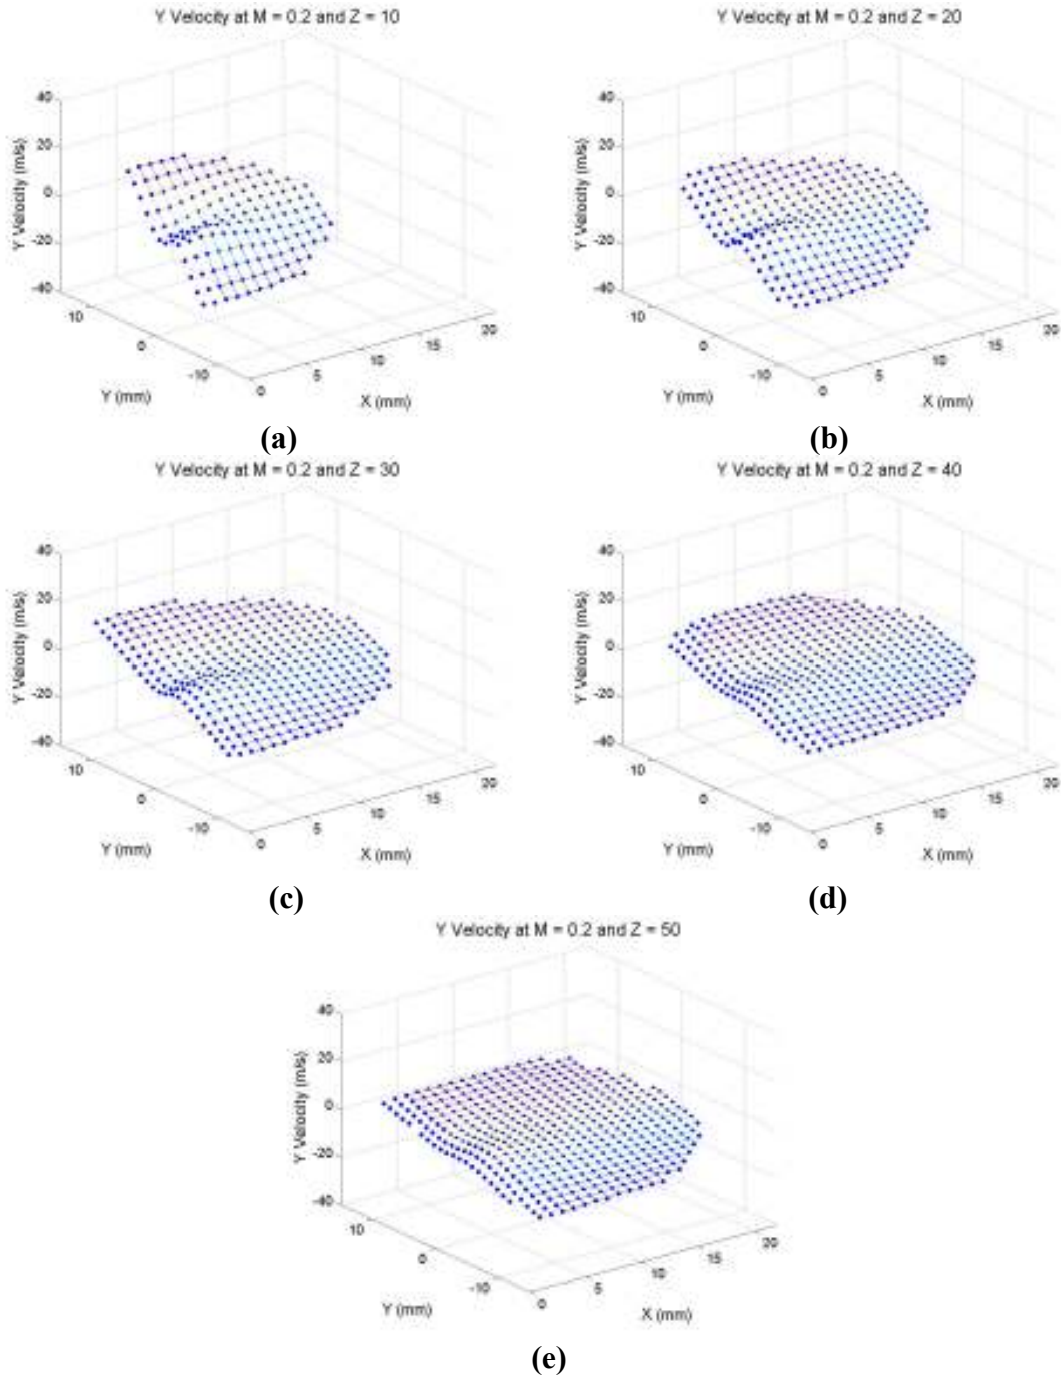 Y Velocity at M = 0.2 and Z = 10
Y Velocity at M = 0.2 and Z = 20
40
20
0
-20
-40
Y Velocity (m/s)
10
0
-10
Y (mm)
0
5
10
15
20
X (mm)
40
20
0
-20
-40
Y Velocity (m/s)
10
0
-10
Y (mm)
0
5
10
15
20
X (mm)
(a)
(b)
Y Velocity at M = 0.2 and Z = 30
Y Velocity at M = 0.2 and Z = 40
40
20
0
-20
-40
Y Velocity (m/s)
10
0
-10
Y (mm)
0
5
10
15
20
X (mm)
40
20
0
-20
-40
Y Velocity (m/s)
10
0
-10
Y (mm)
0
5
10
15
20
X (mm)
(c)
(d)
Y Velocity at M = 0.2 and Z = 50
40
20
0
-20
-40
Y Velocity (m/s)
10
0
-10
Y (mm)
0
5
10
15
20
X (mm)
(e)